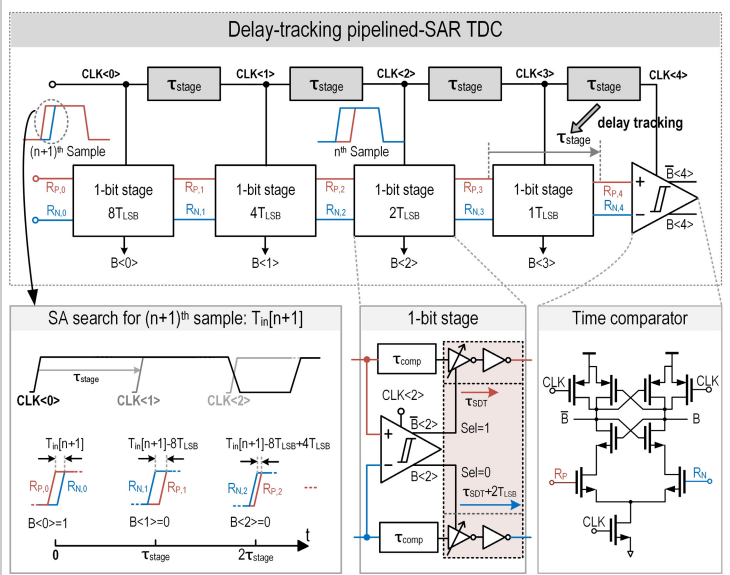 Delay-tracking pipelined-SAR TDC
CLK<0> τstage CLK<1> τstage CLK<2> τstage CLK<3> τstage CLK<4>
delay tracking
τstage
(n+1)th Sample
nth Sample
RP,0 1-bit stage RP,1 1-bit stage RP,2 1-bit stage RP,3 1-bit stage RP,4 + B̅<4>
RN,0 8TLSB RN,1 4TLSB RN,2 2TLSB RN,3 1TLSB RN,4 − B<4>
B<0> B<1> B<2> B<3>
SA search for (n+1)th sample: Tin[n+1]
τstage
CLK<0> CLK<1> CLK<2>
Tin[n+1] Tin[n+1]-8TLSB Tin[n+1]-8TLSB+4TLSB
RP,0 RN,0 RN,1 RP,1 RN,2 RP,2
B<0>=1 B<1>=0 B<2>=0
t
0 τstage 2τstage
1-bit stage
τcomp
CLK<2>
τSDT
B̅<2>
+ Sel=1
− B<2> Sel=0
τSDT+2TLSB
τcomp
Time comparator
CLK CLK
B̅ B
RP RN
CLK